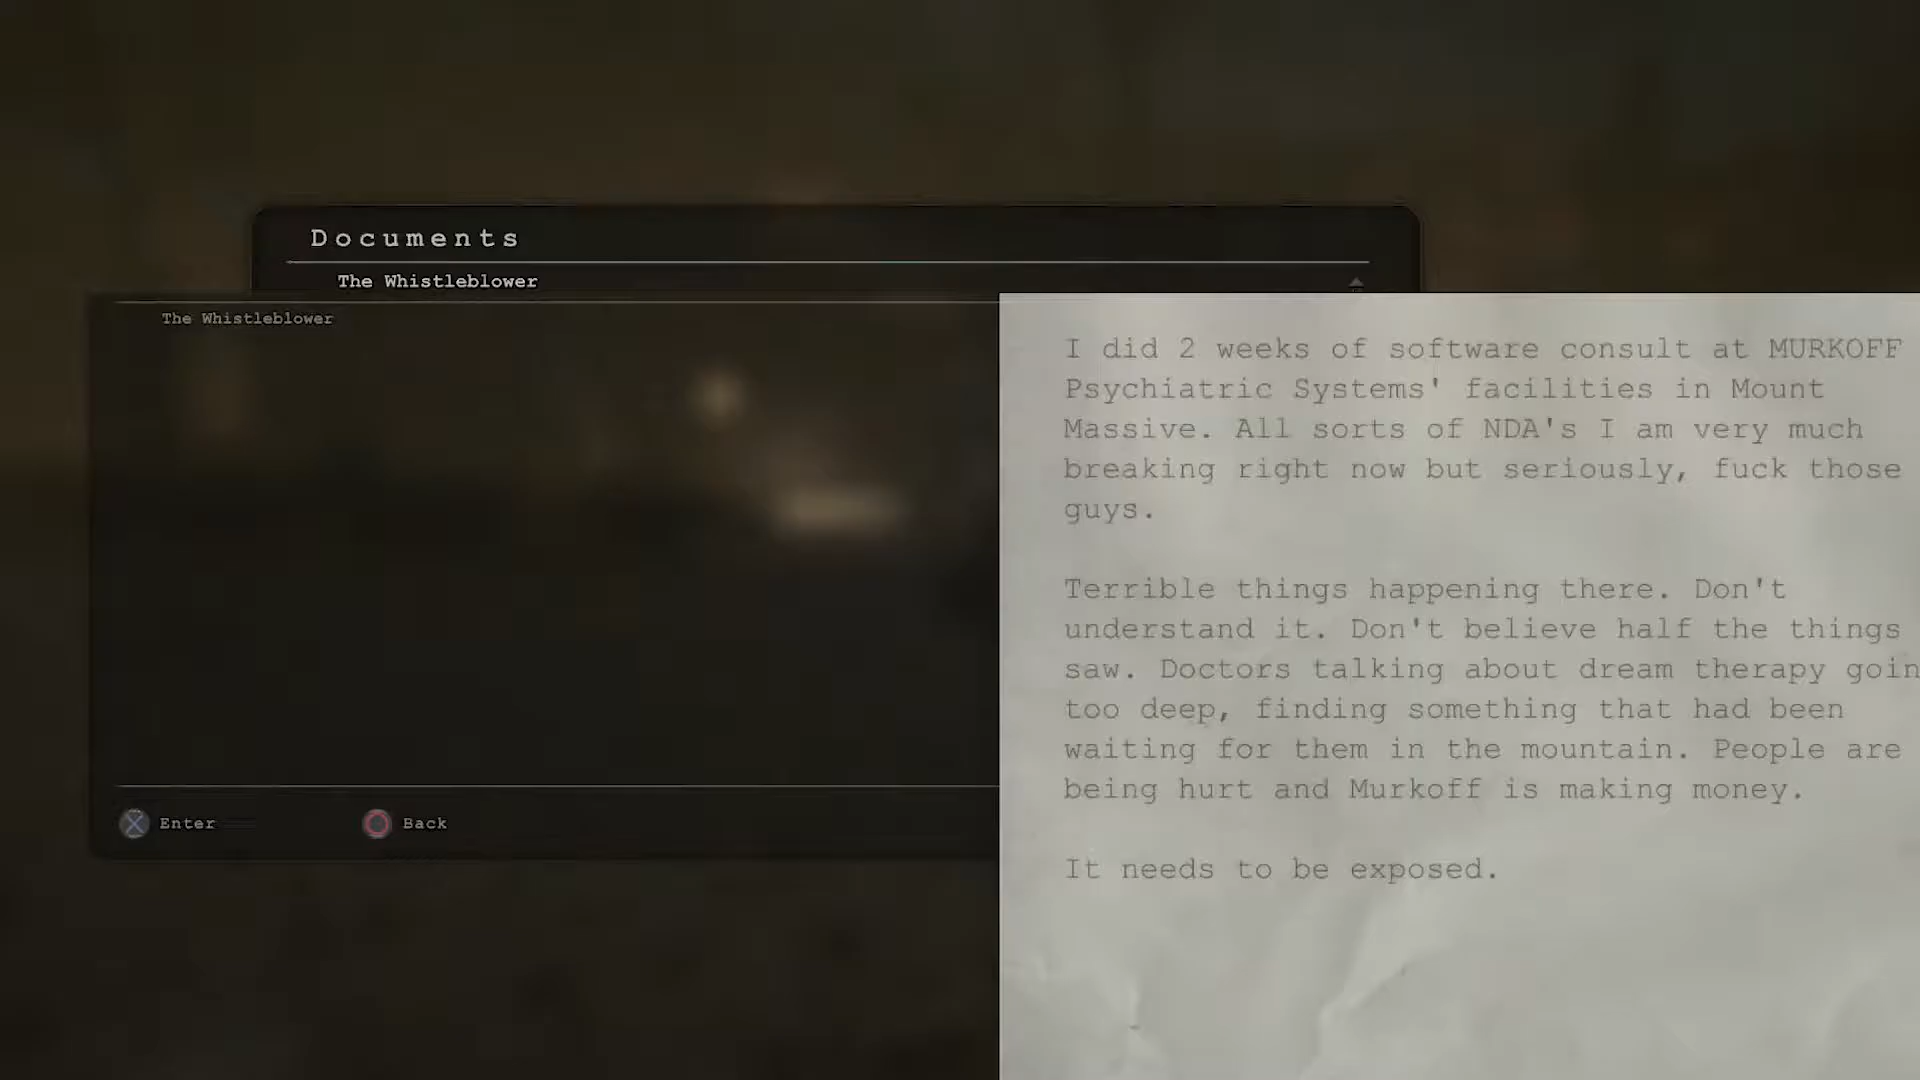 Documents
The Whistleblower
The Whistleblower
I did 2 weeks of software consult at MURKOFF
Psychiatric Systems' facilities in Mount
Massive. All sorts of NDA's I am very much
breaking right now but seriously, fuck those
guys.
Terrible things happening there. Don't
understand it. Don't believe half the things
saw. Doctors talking about dream therapy goin
too deep, finding something that had been
waiting for them in the mountain. People are
being hurt and Murkoff is making money.
It needs to be exposed.
Enter
Back